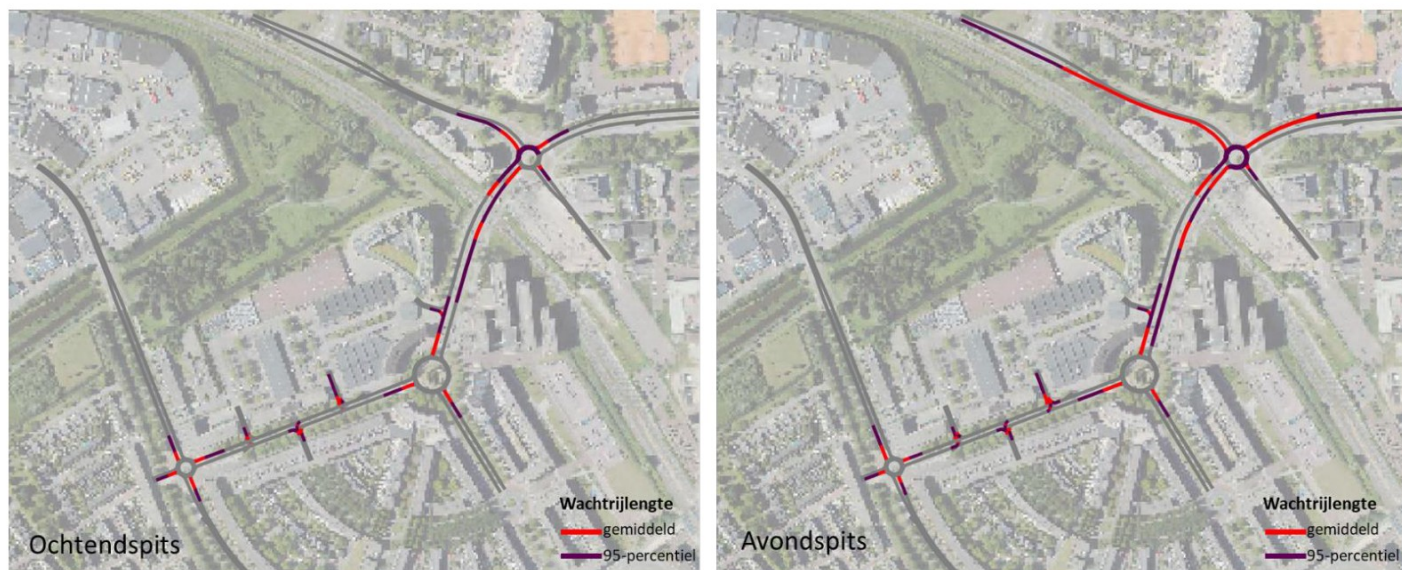 Wachtrijlengte
gemiddeld
95-percentiel
Ochtendspits
Wachtrijlengte
gemiddeld
95-percentiel
Avondspits